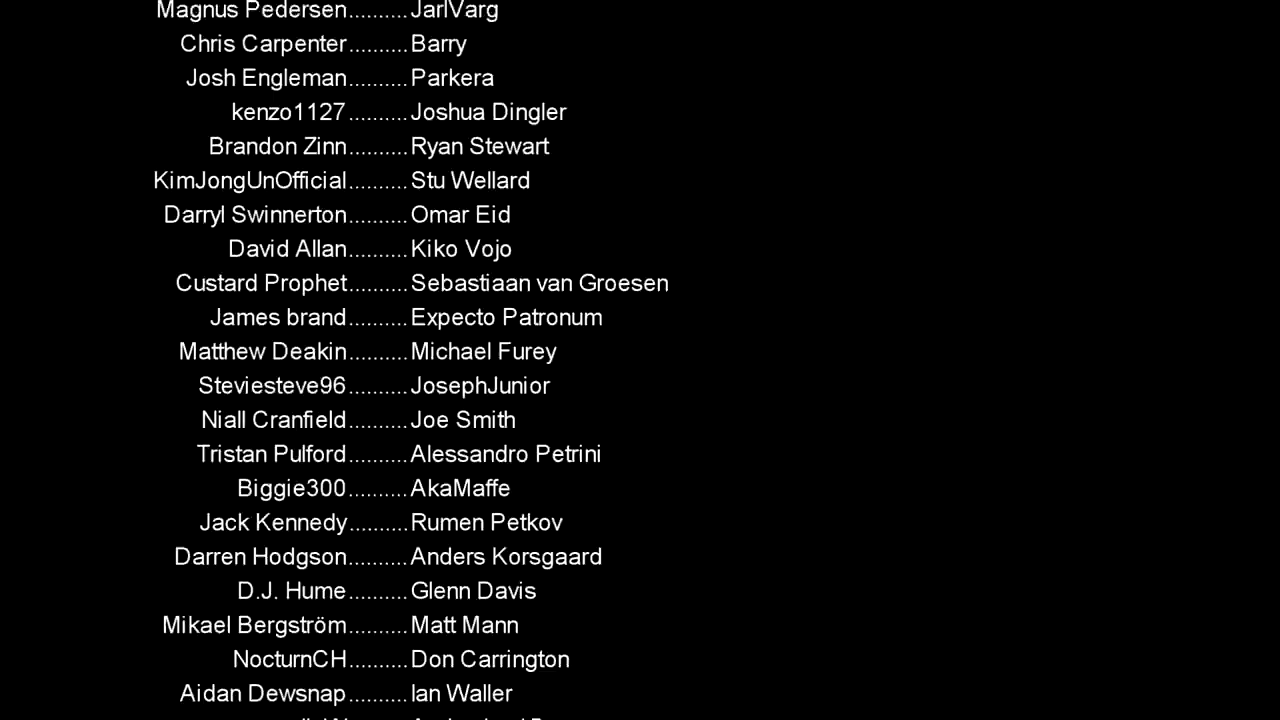 Magnus Pedersen..........JarlVarg
Chris Carpenter..........Barry
Josh Engleman..........Parkera
kenzo1127..........Joshua Dingler
Brandon Zinn..........Ryan Stewart
KimJongUnOfficial..........Stu Wellard
Darryl Swinnerton..........Omar Eid
David Allan..........Kiko Vojo
Custard Prophet..........Sebastiaan van Groesen
James brand..........Expecto Patronum
Matthew Deakin..........Michael Furey
Steviesteve96..........JosephJunior
Niall Cranfield..........Joe Smith
Tristan Pulford..........Alessandro Petrini
Biggie300..........AkaMaffe
Jack Kennedy..........Rumen Petkov
Darren Hodgson..........Anders Korsgaard
D.J. Hume..........Glenn Davis
Mikael Bergström..........Matt Mann
NocturnCH..........Don Carrington
Aidan Dewsnap..........Ian Waller